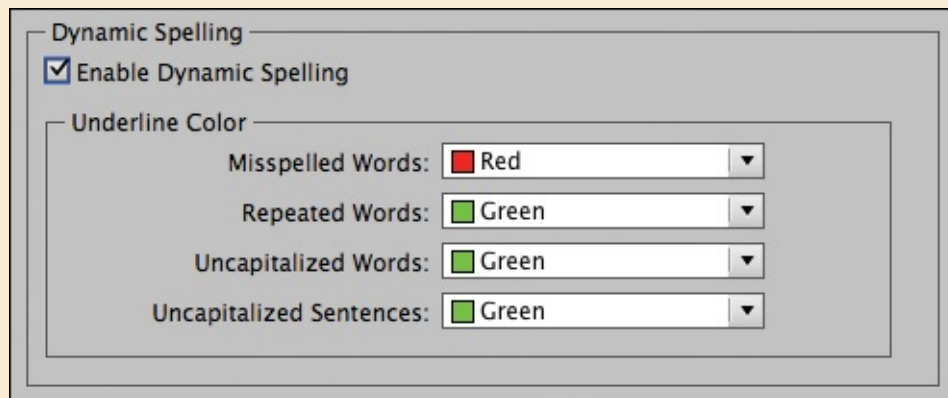 Dynamic Spelling
Enable Dynamic Spelling
Underline Color
Misspelled Words: Red
Repeated Words: Green
Uncapitalized Words: Green
Uncapitalized Sentences: Green